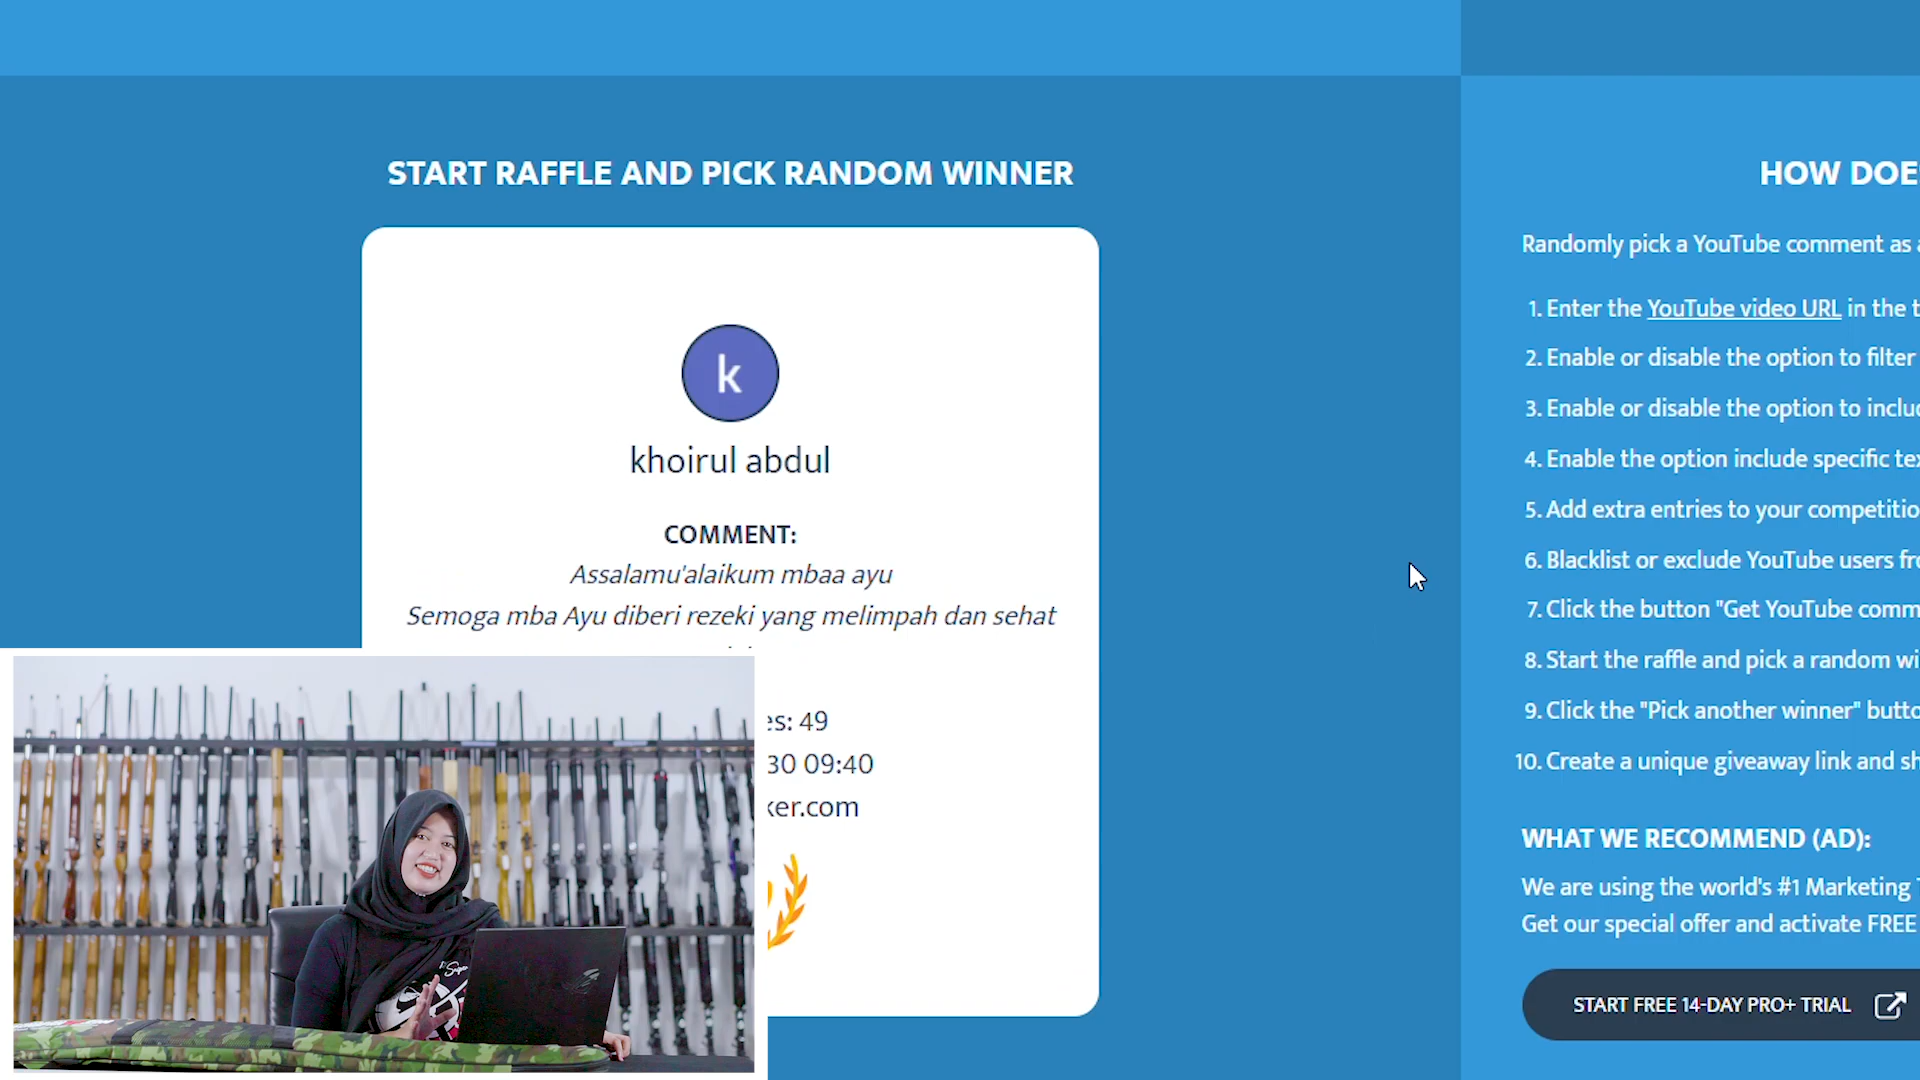 START RAFFLE AND PICK RANDOM WINNER
k
khoirul abdul
COMMENT:
Assalamu'alaikum mbaa ayu
Semoga mba Ayu diberi rezeki yang melimpah dan sehat
es: 49
30 09:40
ker.com
HOW DOES
Randomly pick a YouTube comment as a
1. Enter the YouTube video URL in the t
2. Enable or disable the option to filter
3. Enable or disable the option to includ
4. Enable the option include specific tex
5. Add extra entries to your competitio
6. Blacklist or exclude YouTube users fro
7. Click the button "Get YouTube comm
8. Start the raffle and pick a random wi
9. Click the "Pick another winner" butto
10. Create a unique giveaway link and sh
WHAT WE RECOMMEND (AD):
We are using the world's #1 Marketing T
Get our special offer and activate FREE
START FREE 14-DAY PRO+ TRIAL